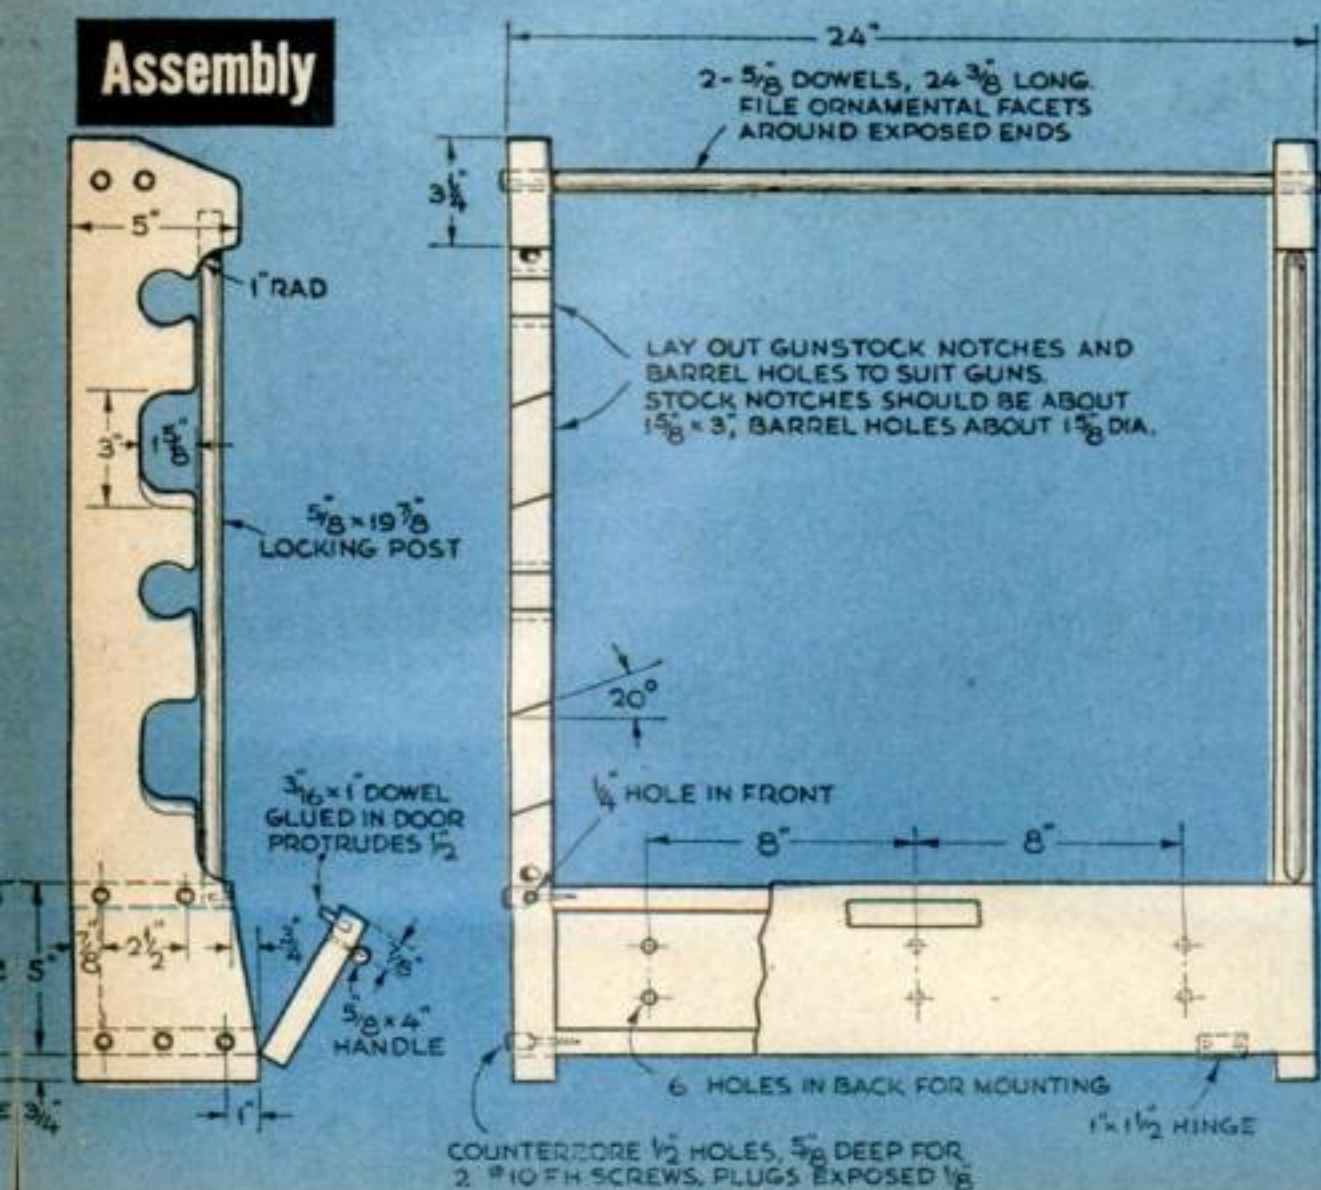 Assembly
24"
2-5/8" DOWELS, 24 3/8 LONG.
FILE ORNAMENTAL FACETS
AROUND EXPOSED ENDS
3 1/4"
5"
1" RAD
LAY OUT GUNSTOCK NOTCHES AND
BARREL HOLES TO SUIT GUNS.
STOCK NOTCHES SHOULD BE ABOUT
1 5/8 x 3", BARREL HOLES ABOUT 1 5/8" DIA.
3"
1 5/8"
5/8" x 19 7/8"
LOCKING POST
20°
3/16 x 1" DOWEL
GLUED IN DOOR
PROTRUDES 1/2"
1/4" HOLE IN FRONT
8"
8"
5"
7/8"
2 1/2"
3/4"
5/8 x 4"
HANDLE
3/4"
1"
6 HOLES IN BACK FOR MOUNTING
1" x 1 1/2 HINGE
COUNTERBORE 1/2" HOLES, 5/8" DEEP FOR
2" #10 FH SCREWS, PLUGS EXPOSED 1/8"